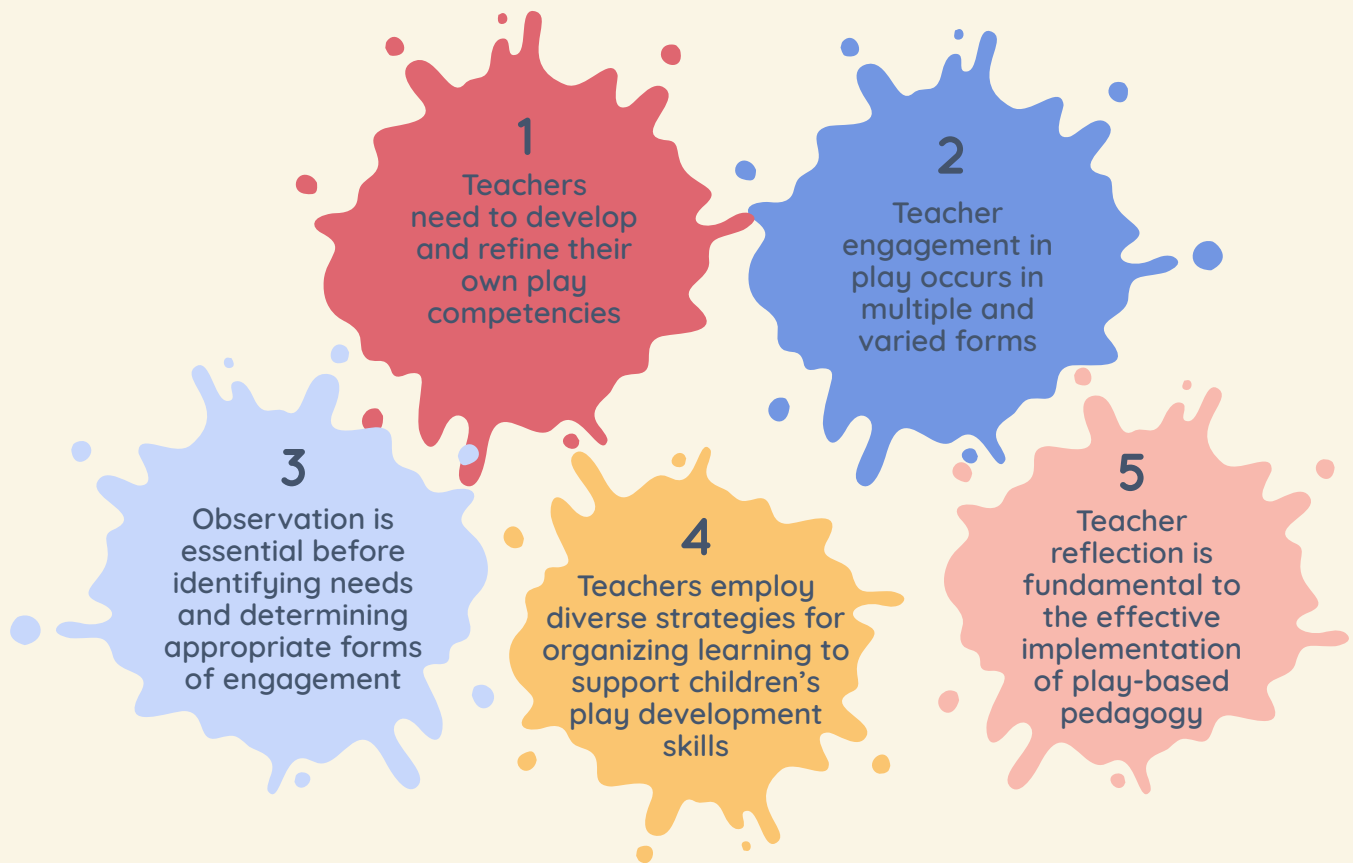 1
Teachers
need to develop
and refine their
own play
competencies
2
Teacher
engagement in
play occurs in
multiple and
varied forms
3
Observation is
essential before
identifying needs
and determining
appropriate forms
of engagement
4
Teachers employ
diverse strategies for
organizing learning to
support children’s
play development
skills
5
Teacher
reflection is
fundamental to
the effective
implementation
of play-based
pedagogy